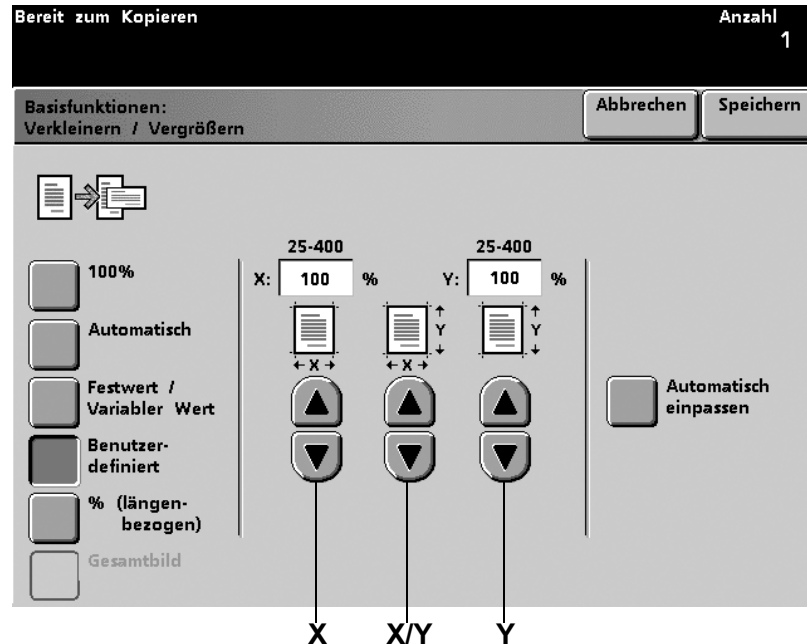 Bereit zum Kopieren
Anzahl
1
Basisfunktionen:
Verkleinern / Vergrößern
Abbrechen
Speichern
100%
Automatisch
Festwert /
Variabler Wert
Benutzer-
definiert
% (längen-
bezogen)
Gesamtbild
25-400
X: 100 %
25-400
Y: 100 %
Y
Y
X
X
Automatisch
einpassen
X
X/Y
Y